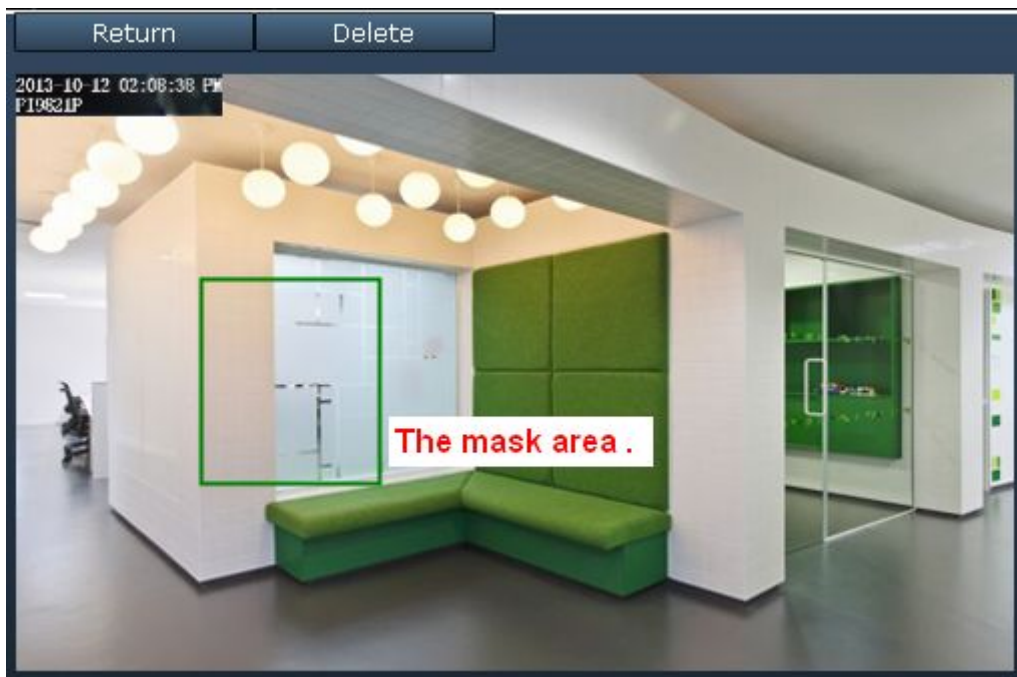 Return
Delete
2013-10-12 02:08:38 PM
FI9821P
The mask area .